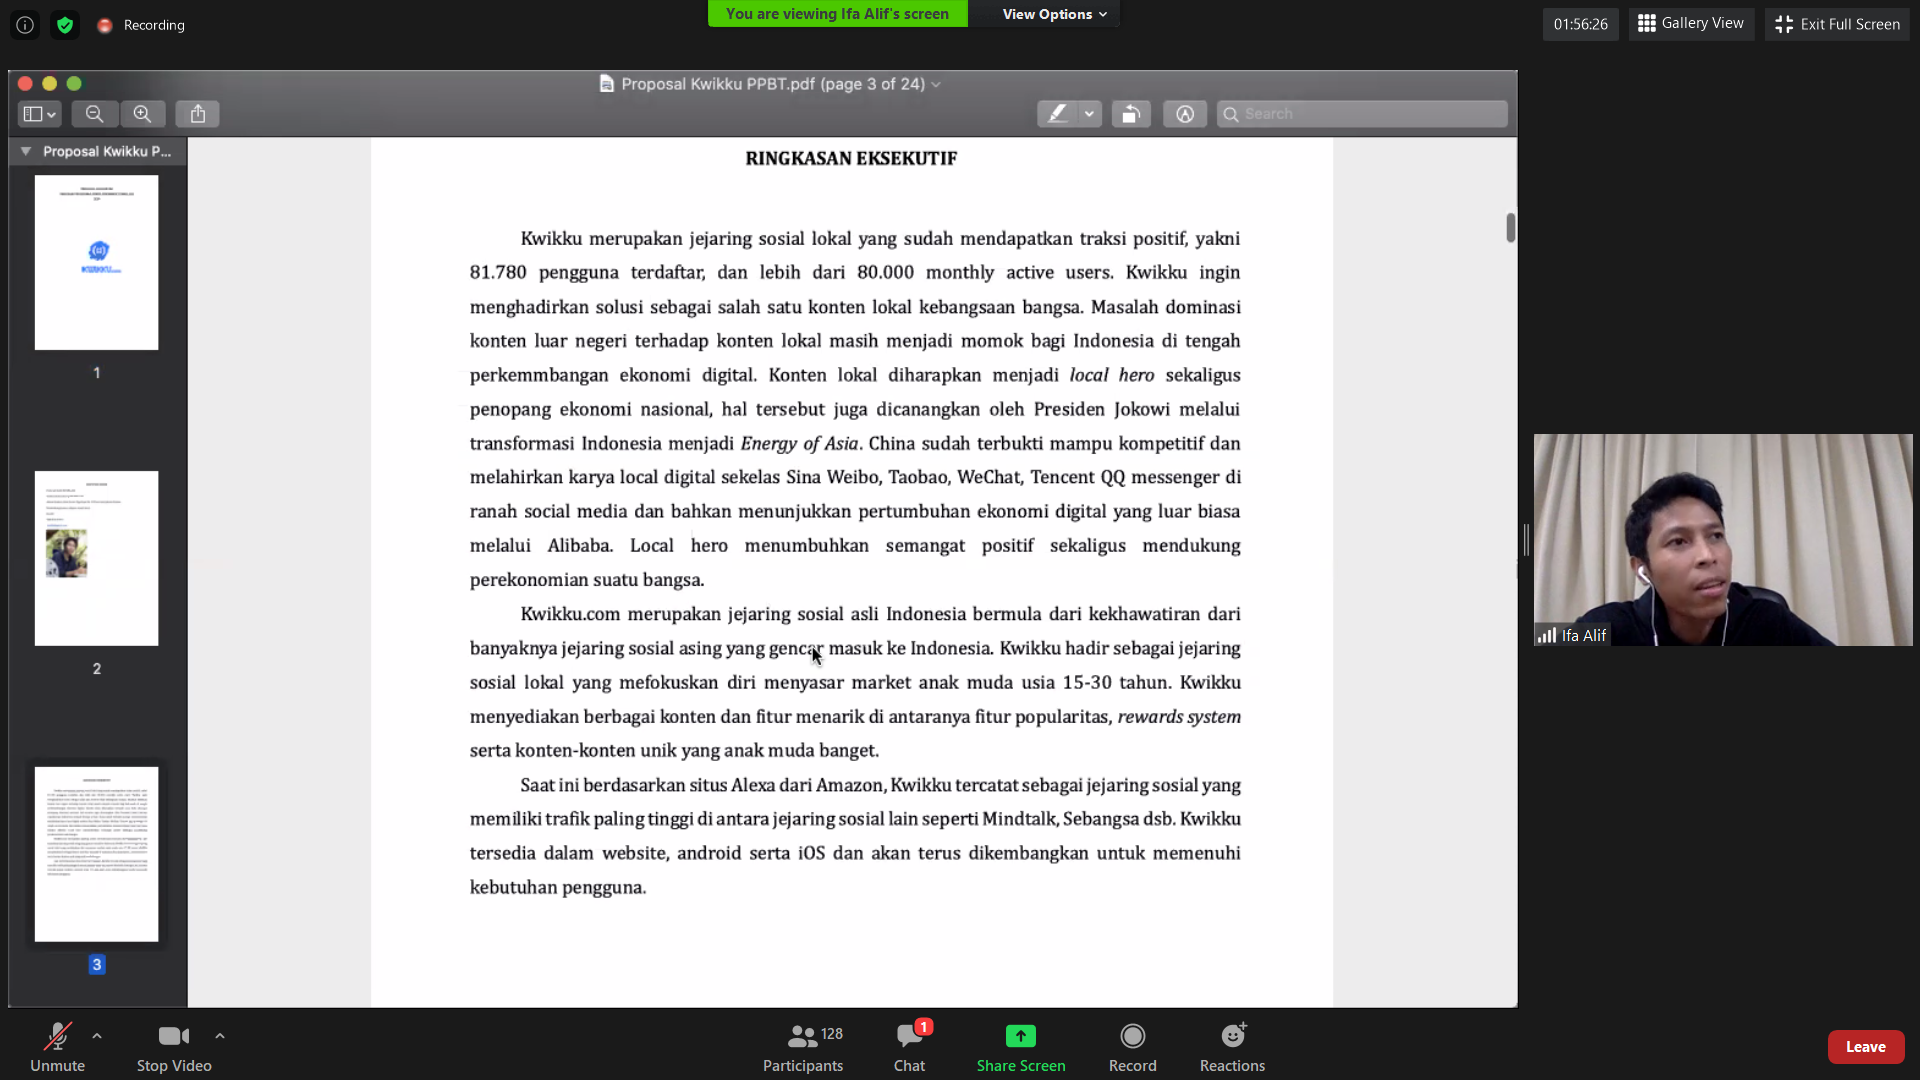 Recording
You are viewing Ifa Alif's screen
View Options
01:56:26
Gallery View
Exit Full Screen
Proposal Kwikku PPBT.pdf (page 3 of 24)
Search
Proposal Kwikku P...
1
2
3
RINGKASAN EKSEKUTIF
Kwikku merupakan jejaring sosial lokal yang sudah mendapatkan traksi positif, yakni
81.780 pengguna terdaftar, dan lebih dari 80.000 monthly active users. Kwikku ingin
menghadirkan solusi sebagai salah satu konten lokal kebangsaan bangsa. Masalah dominasi
konten luar negeri terhadap konten lokal masih menjadi momok bagi Indonesia di tengah
perkemmbangan ekonomi digital. Konten lokal diharapkan menjadi local hero sekaligus
penopang ekonomi nasional, hal tersebut juga dicanangkan oleh Presiden Jokowi melalui
transformasi Indonesia menjadi Energy of Asia. China sudah terbukti mampu kompetitif dan
melahirkan karya local digital sekelas Sina Weibo, Taobao, WeChat, Tencent QQ messenger di
ranah social media dan bahkan menunjukkan pertumbuhan ekonomi digital yang luar biasa
melalui Alibaba. Local hero menumbuhkan semangat positif sekaligus mendukung
perekonomian suatu bangsa.
Kwikku.com merupakan jejaring sosial asli Indonesia bermula dari kekhawatiran dari
banyaknya jejaring sosial asing yang gencar masuk ke Indonesia. Kwikku hadir sebagai jejaring
sosial lokal yang mefokuskan diri menyasar market anak muda usia 15-30 tahun. Kwikku
menyediakan berbagai konten dan fitur menarik di antaranya fitur popularitas, rewards system
serta konten-konten unik yang anak muda banget.
Saat ini berdasarkan situs Alexa dari Amazon, Kwikku tercatat sebagai jejaring sosial yang
memiliki trafik paling tinggi di antara jejaring sosial lain seperti Mindtalk, Sebangsa dsb. Kwikku
tersedia dalam website, android serta iOS dan akan terus dikembangkan untuk memenuhi
kebutuhan pengguna.
Ifa Alif
Unmute
Stop Video
Participants
128
Chat
1
Share Screen
Record
Reactions
Leave